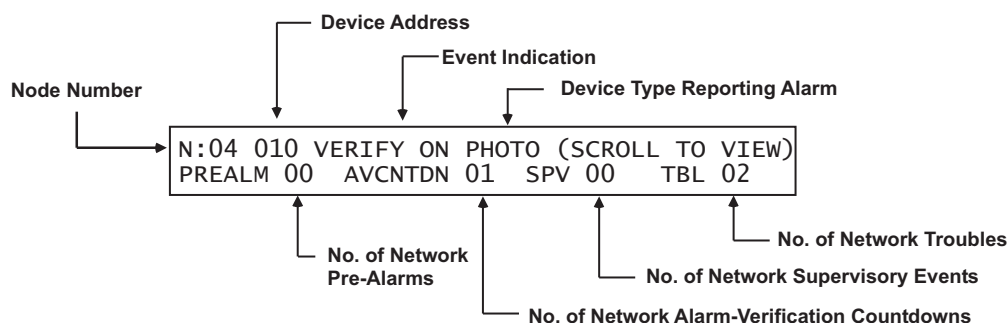 Device Address
Event Indication
Node Number
Device Type Reporting Alarm
N:04 010 VERIFY ON PHOTO (SCROLL TO VIEW)
PREALM 00 AVCNTDN 01 SPV 00 TBL 02
No. of Network Troubles
No. of Network
Pre-Alarms
No. of Network Supervisory Events
No. of Network Alarm-Verification Countdowns